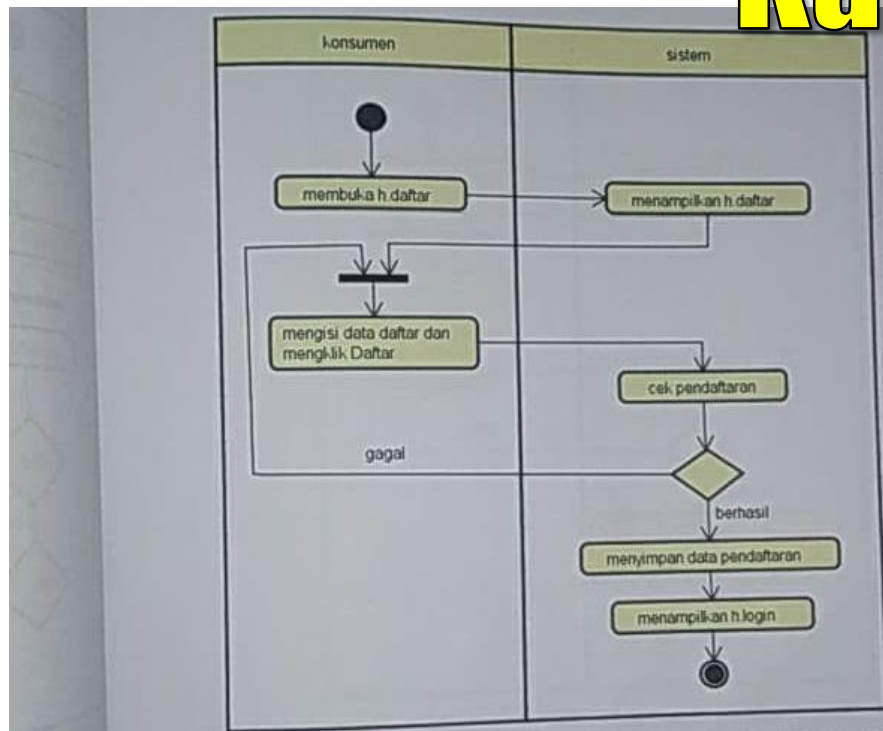 Ku
konsumen
sistem
membuka h.daftar
menampilkan h.daftar
mengisi data daftar dan
mengklik Daftar
cek pendaftaran
gagal
berhasil
menyimpan data pendaftaran
menampilkan h.login